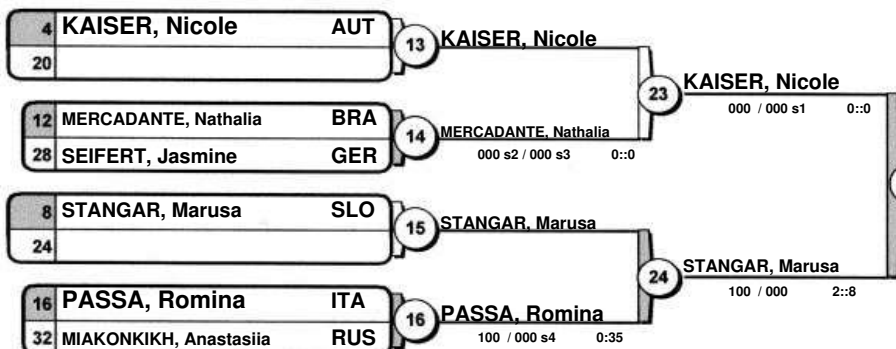 4 KAISER, Nicole AUT
20
13 KAISER, Nicole
12 MERCADANTE, Nathalia BRA
28 SEIFERT, Jasmine GER
14 MERCADANTE, Nathalia
000 s2 / 000 s3 0::0
23 KAISER, Nicole
000 / 000 s1 0::0
8 STANGAR, Marusa SLO
24
15 STANGAR, Marusa
16 PASSA, Romina ITA
32 MIAKONKIKH, Anastasiia RUS
16 PASSA, Romina
100 / 000 s4 0:35
24 STANGAR, Marusa
100 / 000 2::8